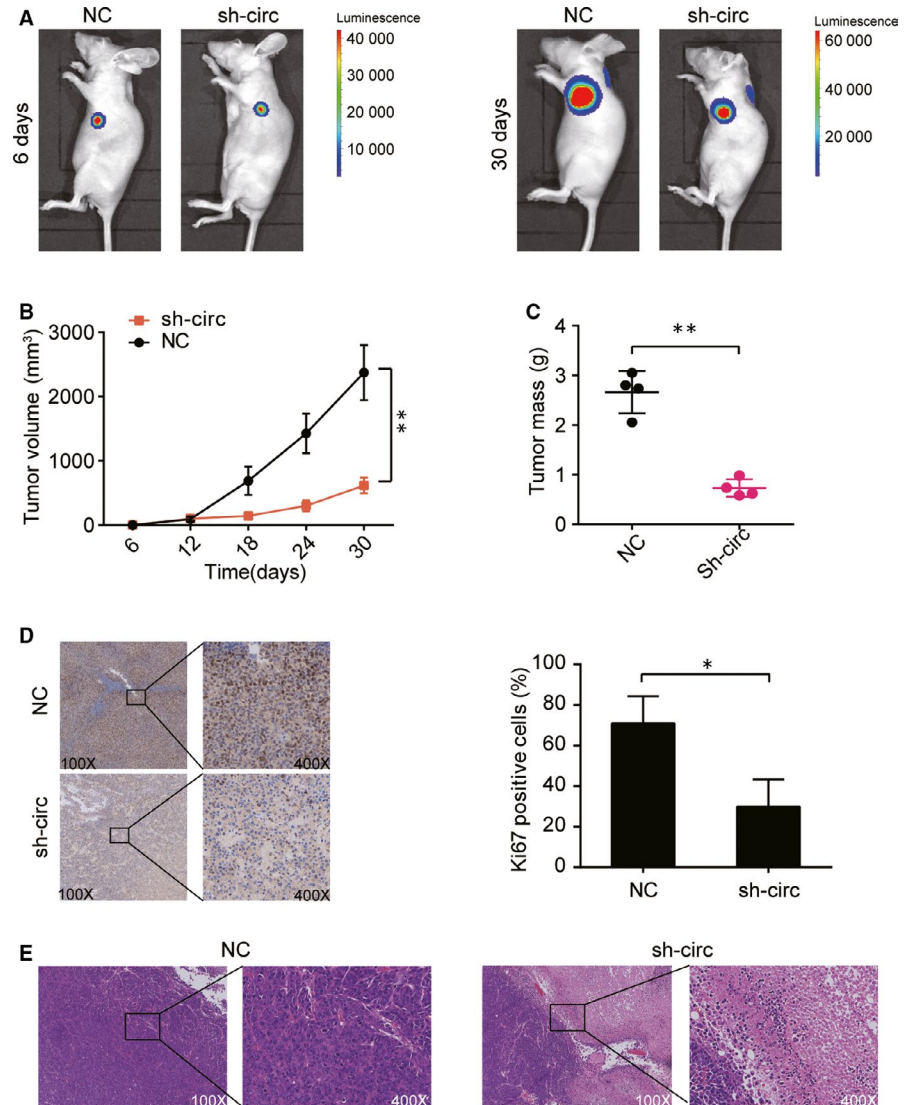 A
NC
sh-circ
Luminescence
40 000
30 000
20 000
10 000
6 days
NC
sh-circ
Luminescence
60 000
40 000
20 000
30 days
B
sh-circ
NC
Tumor volume (mm³)
3000
2000
1000
0
6
12
18
24
30
Time(days)
**
C
Tumor mass (g)
4
3
2
1
0
**
NC
Sh-circ
D
NC
100X
400X
sh-circ
100X
400X
Ki67 positive cells (%)
100
80
60
40
20
0
*
NC
sh-circ
E
NC
sh-circ
100X
400X
100X
400X